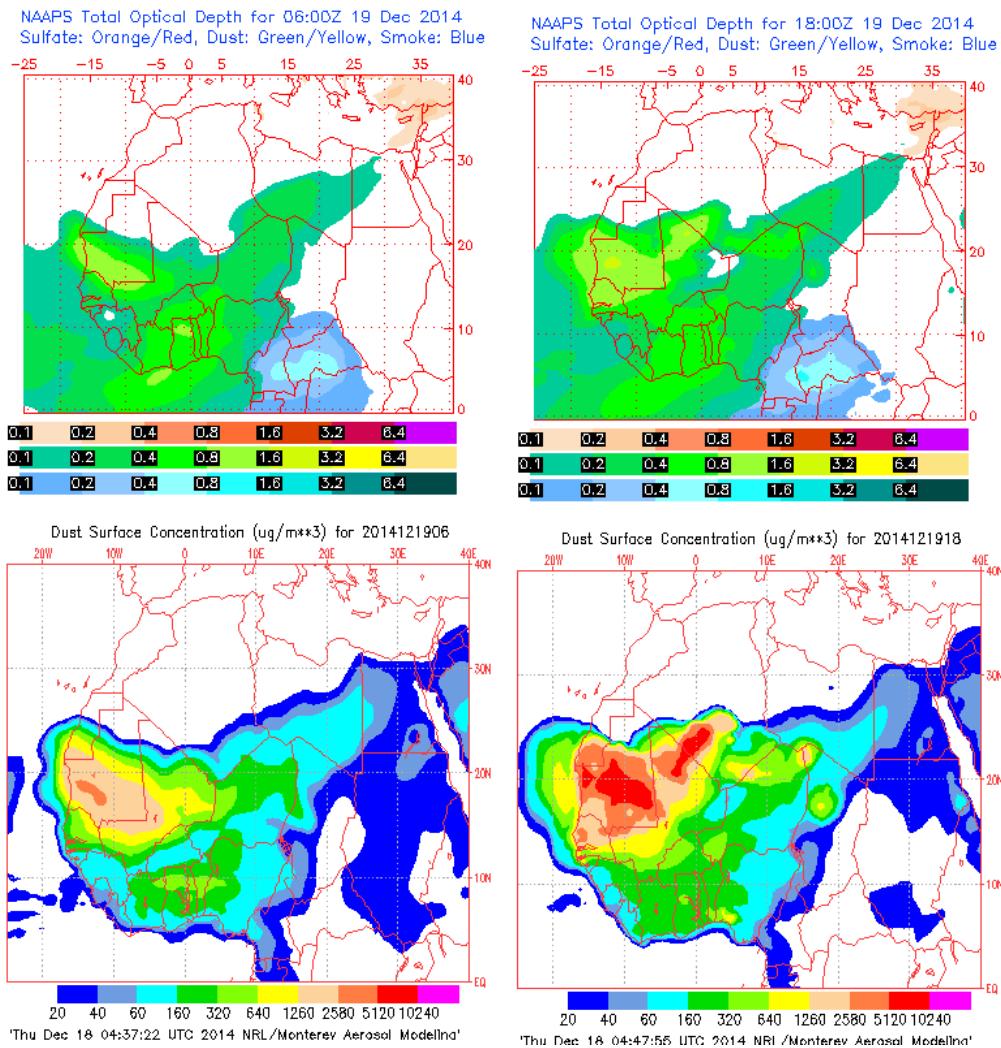 NAAPS Total Optical Depth for 06:00Z 19 Dec 2014
Sulfate: Orange/Red, Dust: Green/Yellow, Smoke: Blue
-25 -15 -5 0 5 15 25 35
40
30
20
10
0
0.1 0.2 0.4 0.8 1.6 3.2 6.4
0.1 0.2 0.4 0.8 1.6 3.2 6.4
0.1 0.2 0.4 0.8 1.6 3.2 6.4
NAAPS Total Optical Depth for 18:00Z 19 Dec 2014
Sulfate: Orange/Red, Dust: Green/Yellow, Smoke: Blue
-25 -15 -5 0 5 15 25 35
40
30
20
10
0
0.1 0.2 0.4 0.8 1.6 3.2 6.4
0.1 0.2 0.4 0.8 1.6 3.2 6.4
0.1 0.2 0.4 0.8 1.6 3.2 6.4
Dust Surface Concentration (ug/m**3) for 2014121906
20W 10W 0 10E 20E 30E 40E
40N
30N
20N
10N
EQ
20 40 60 160 320 640 1260 2580 5120 10240
'Thu Dec 18 04:37:22 UTC 2014 NRL/Monterey Aerosol Modeling'
Dust Surface Concentration (ug/m**3) for 2014121918
20W 10W 0 10E 20E 30E 40E
40N
30N
20N
10N
EQ
20 40 60 160 320 640 1260 2580 5120 10240
'Thu Dec 18 04:47:55 UTC 2014 NRL/Monterey Aerosol Modeling'